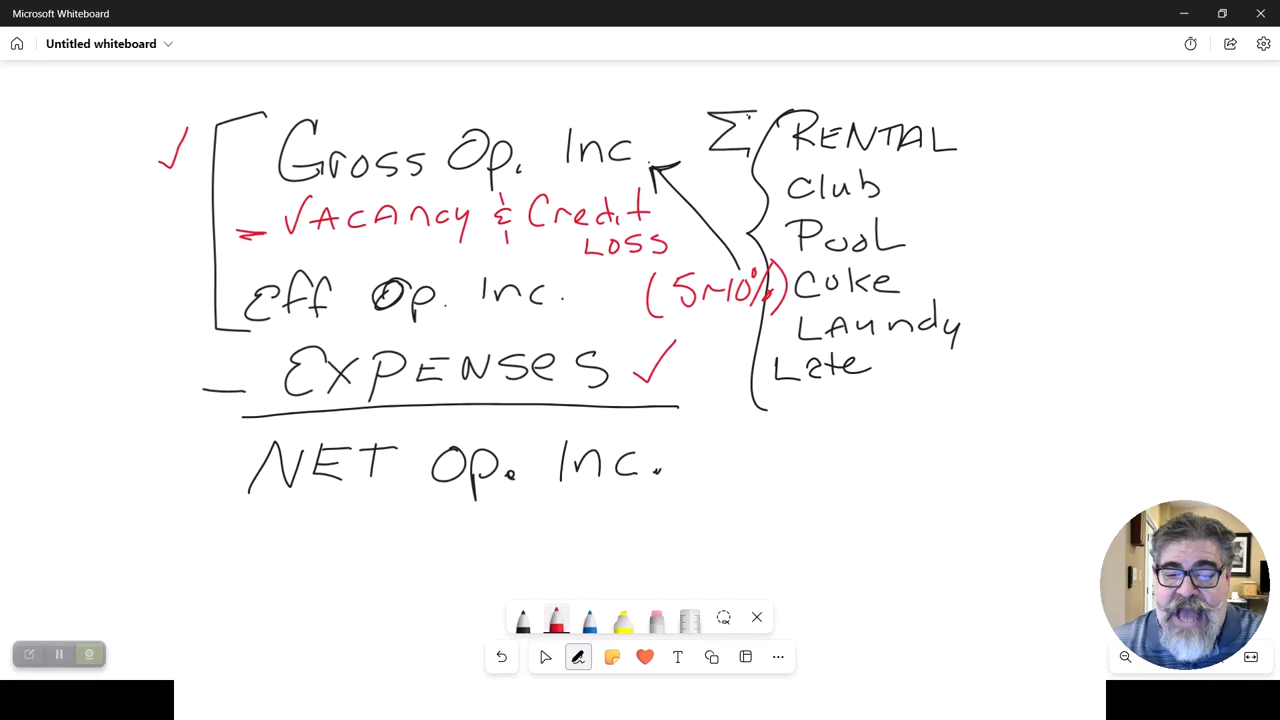 Microsoft Whiteboard
Untitled whiteboard
Gross Op. Inc.
- Vacancy & Credit
Loss
(5~10%)
Eff Op. Inc.
- Expenses
NET Op. Inc.
Σ
RENTAL
Club
Pool
Coke
Laundy
Late
T